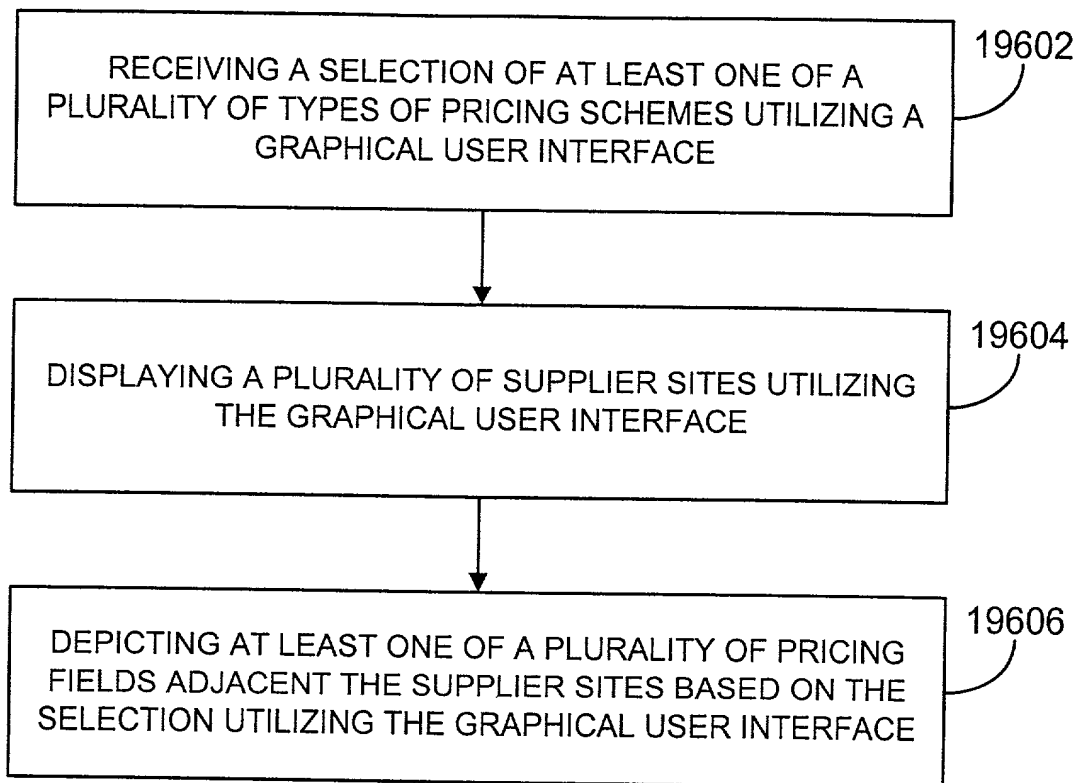 RECEIVING A SELECTION OF AT LEAST ONE OF A
PLURALITY OF TYPES OF PRICING SCHEMES UTILIZING A
GRAPHICAL USER INTERFACE
19602
DISPLAYING A PLURALITY OF SUPPLIER SITES UTILIZING
THE GRAPHICAL USER INTERFACE
19604
DEPICTING AT LEAST ONE OF A PLURALITY OF PRICING
FIELDS ADJACENT THE SUPPLIER SITES BASED ON THE
SELECTION UTILIZING THE GRAPHICAL USER INTERFACE
19606